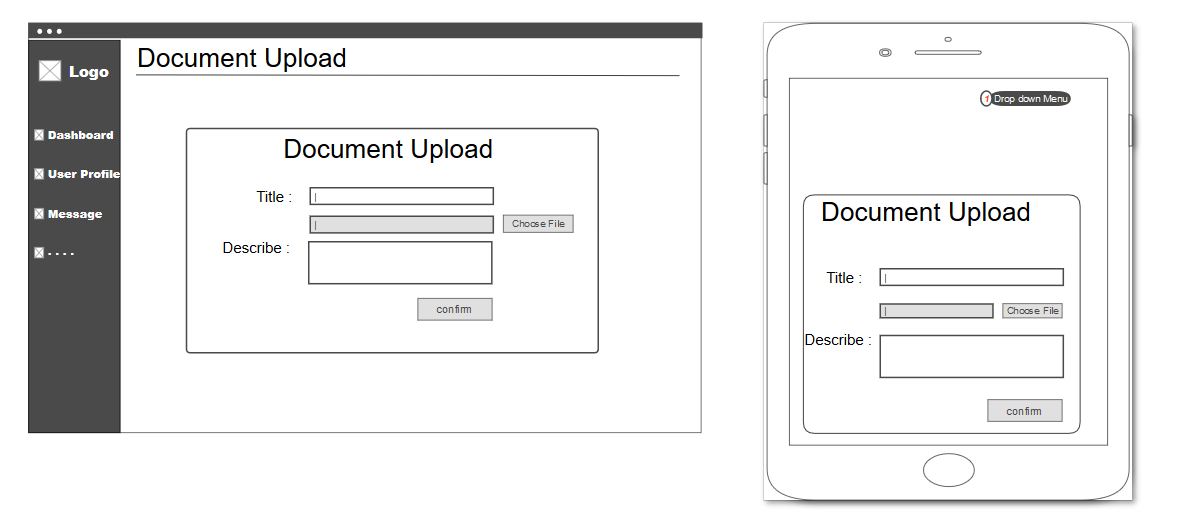 Logo
Dashboard
User Profile
Message
- - - -
Document Upload
Document Upload
Title :
Choose File
Describe :
confirm
1 Drop down Menu
Document Upload
Title :
Choose File
Describe :
confirm